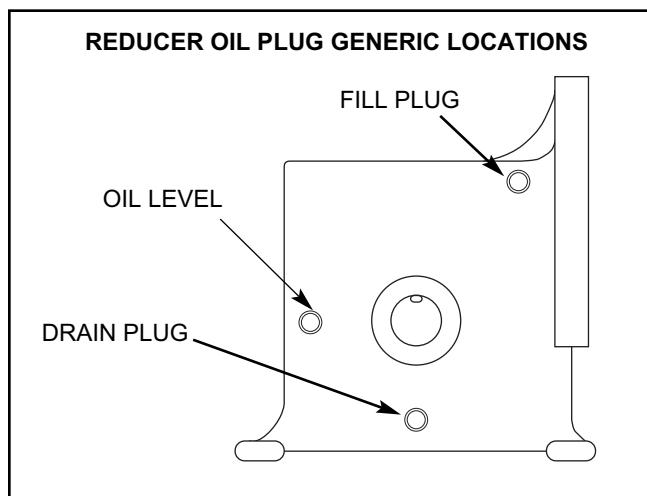 REDUCER OIL PLUG GENERIC LOCATIONS
FILL PLUG
OIL LEVEL
DRAIN PLUG